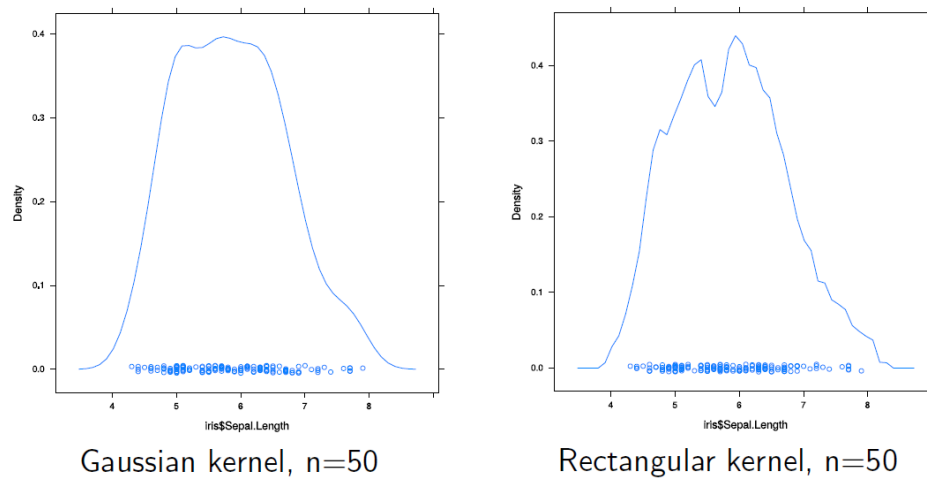 0.4
0.3
0.2
0.1
0.0
Density
4 5 6 7 8
iris$Sepal.Length
Gaussian kernel, n=50
0.4
0.3
0.2
0.1
0.0
Density
4 5 6 7 8
iris$Sepal.Length
Rectangular kernel, n=50